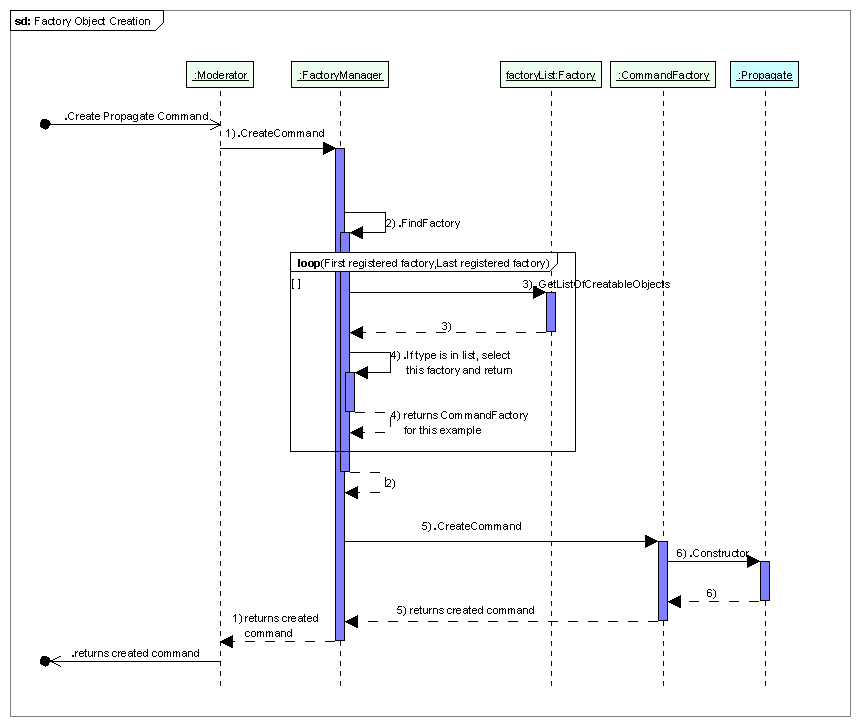 sd: Factory Object Creation
:Moderator
:FactoryManager
factoryList:Factory
:CommandFactory
:Propagate
.Create Propagate Command
1) .CreateCommand
2) .FindFactory
loop(First registered factory,Last registered factory)
[ ]
3) .GetListOfCreatableObjects
3)
4) .If type is in list, select
this factory and return
4) returns CommandFactory
for this example
2)
5) .CreateCommand
6) .Constructor
6)
5) returns created command
1) returns created
command
.returns created command